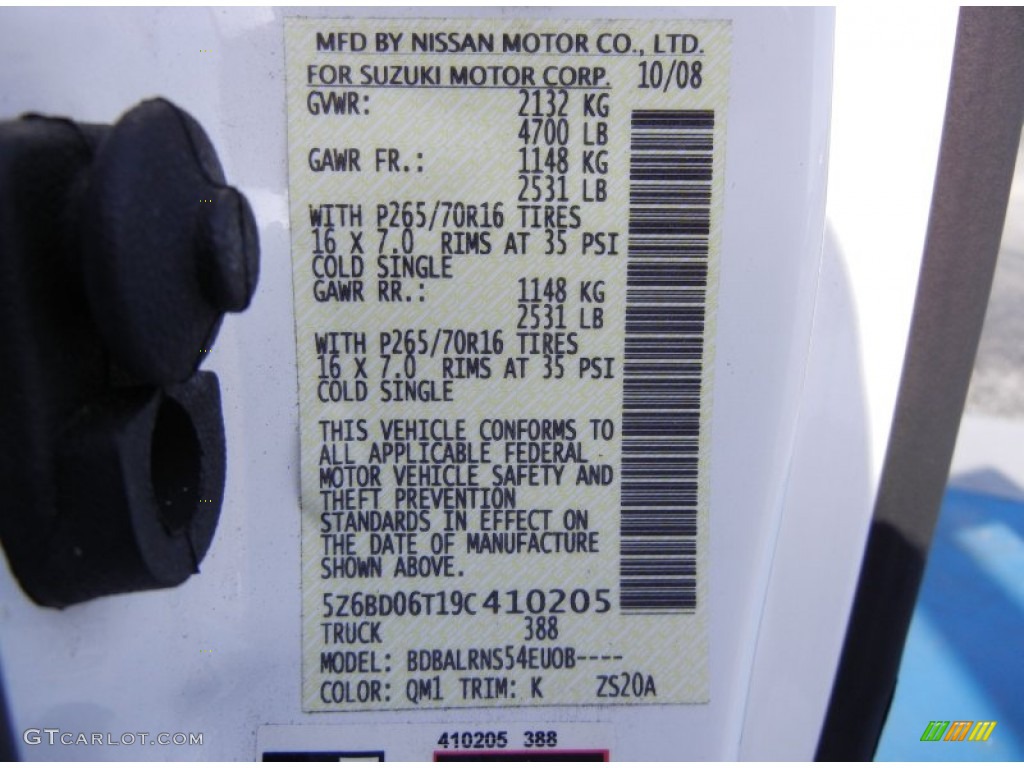 MFD BY NISSAN MOTOR CO., LTD.
FOR SUZUKI MOTOR CORP. 10/08
GVWR: 2132 KG
4700 LB
GAWR FR.: 1148 KG
2531 LB
WITH P265/70R16 TIRES
16 X 7.0 RIMS AT 35 PSI
COLD SINGLE
GAWR RR.: 1148 KG
2531 LB
WITH P265/70R16 TIRES
16 X 7.0 RIMS AT 35 PSI
COLD SINGLE
THIS VEHICLE CONFORMS TO
ALL APPLICABLE FEDERAL
MOTOR VEHICLE SAFETY AND
THEFT PREVENTION
STANDARDS IN EFFECT ON
THE DATE OF MANUFACTURE
SHOWN ABOVE.
5Z6BD06T19C410205
TRUCK 388
MODEL: BDBALRNS54EUOB----
COLOR: QM1 TRIM: K ZS20A
410205 388
GTCARLOT.COM